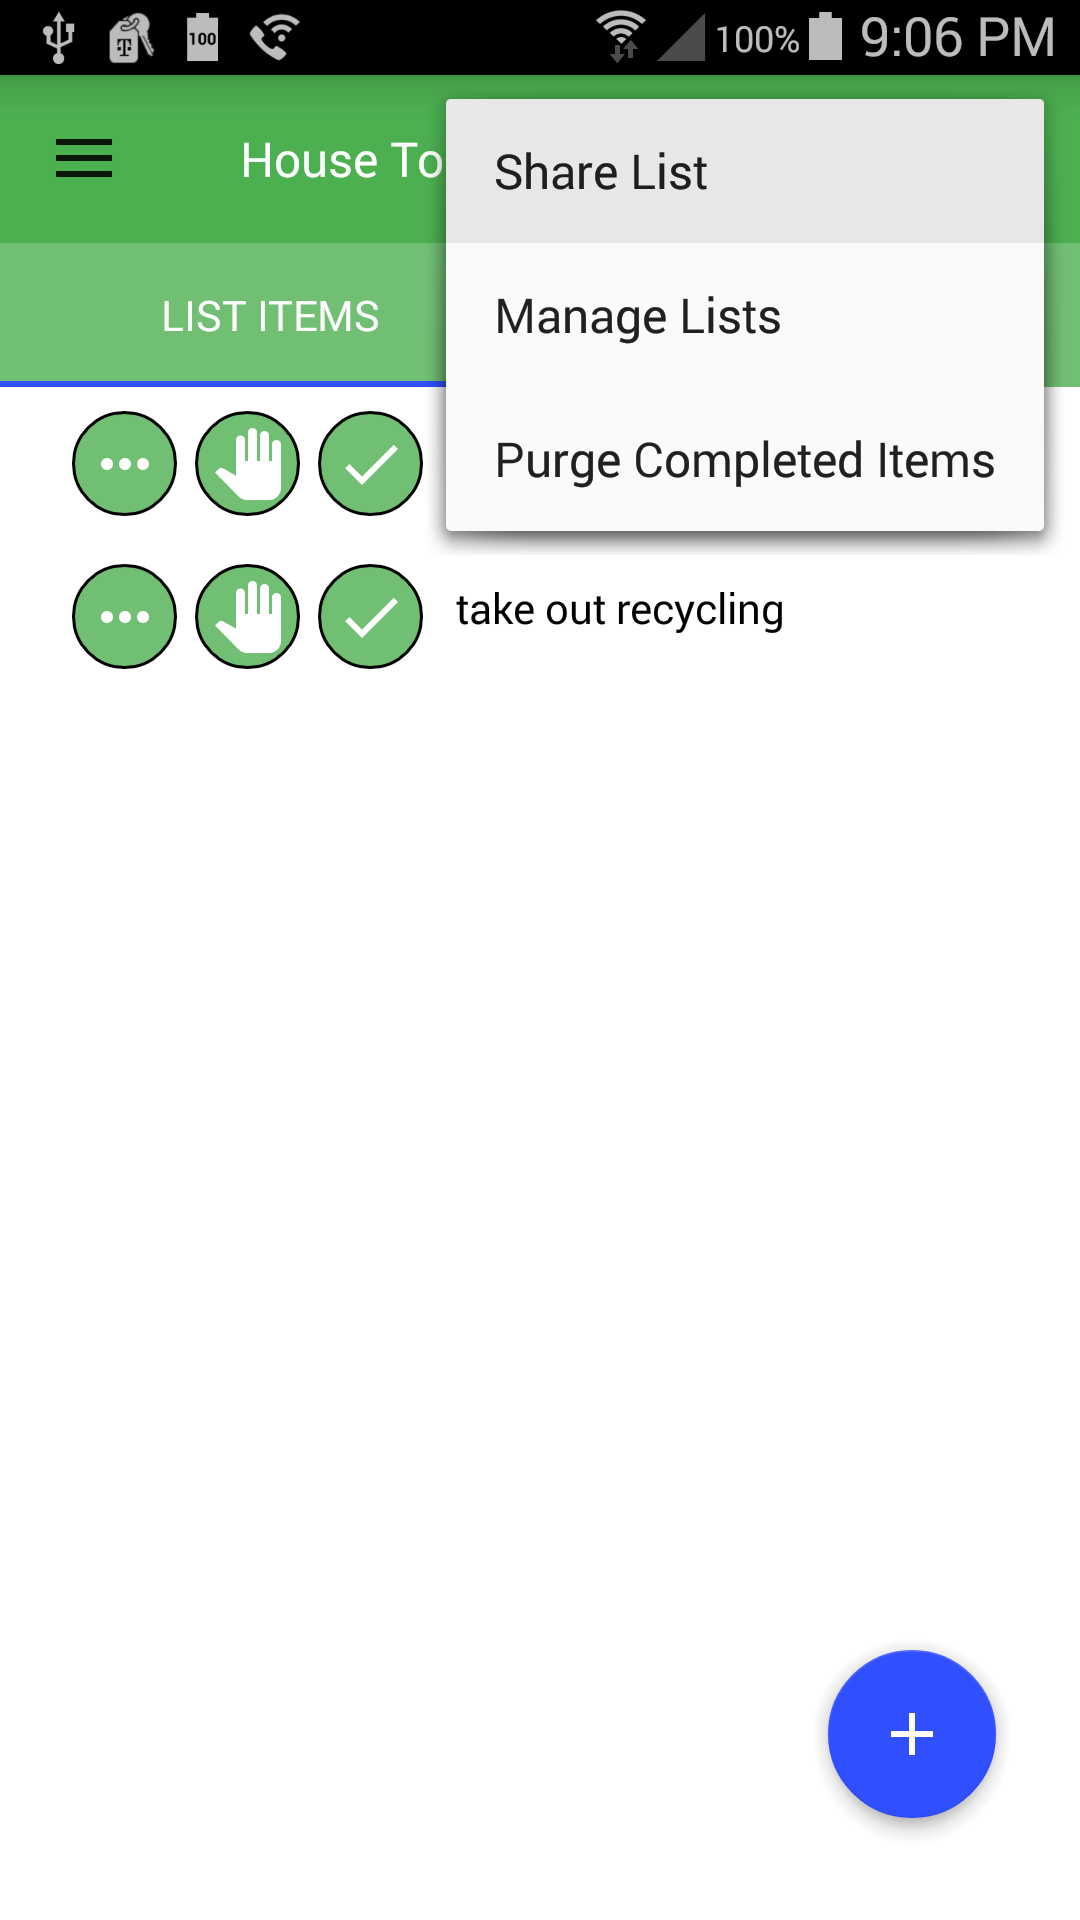 100 100% 9:06 PM
House To
Share List
LIST ITEMS
Manage Lists
Purge Completed Items
take out recycling